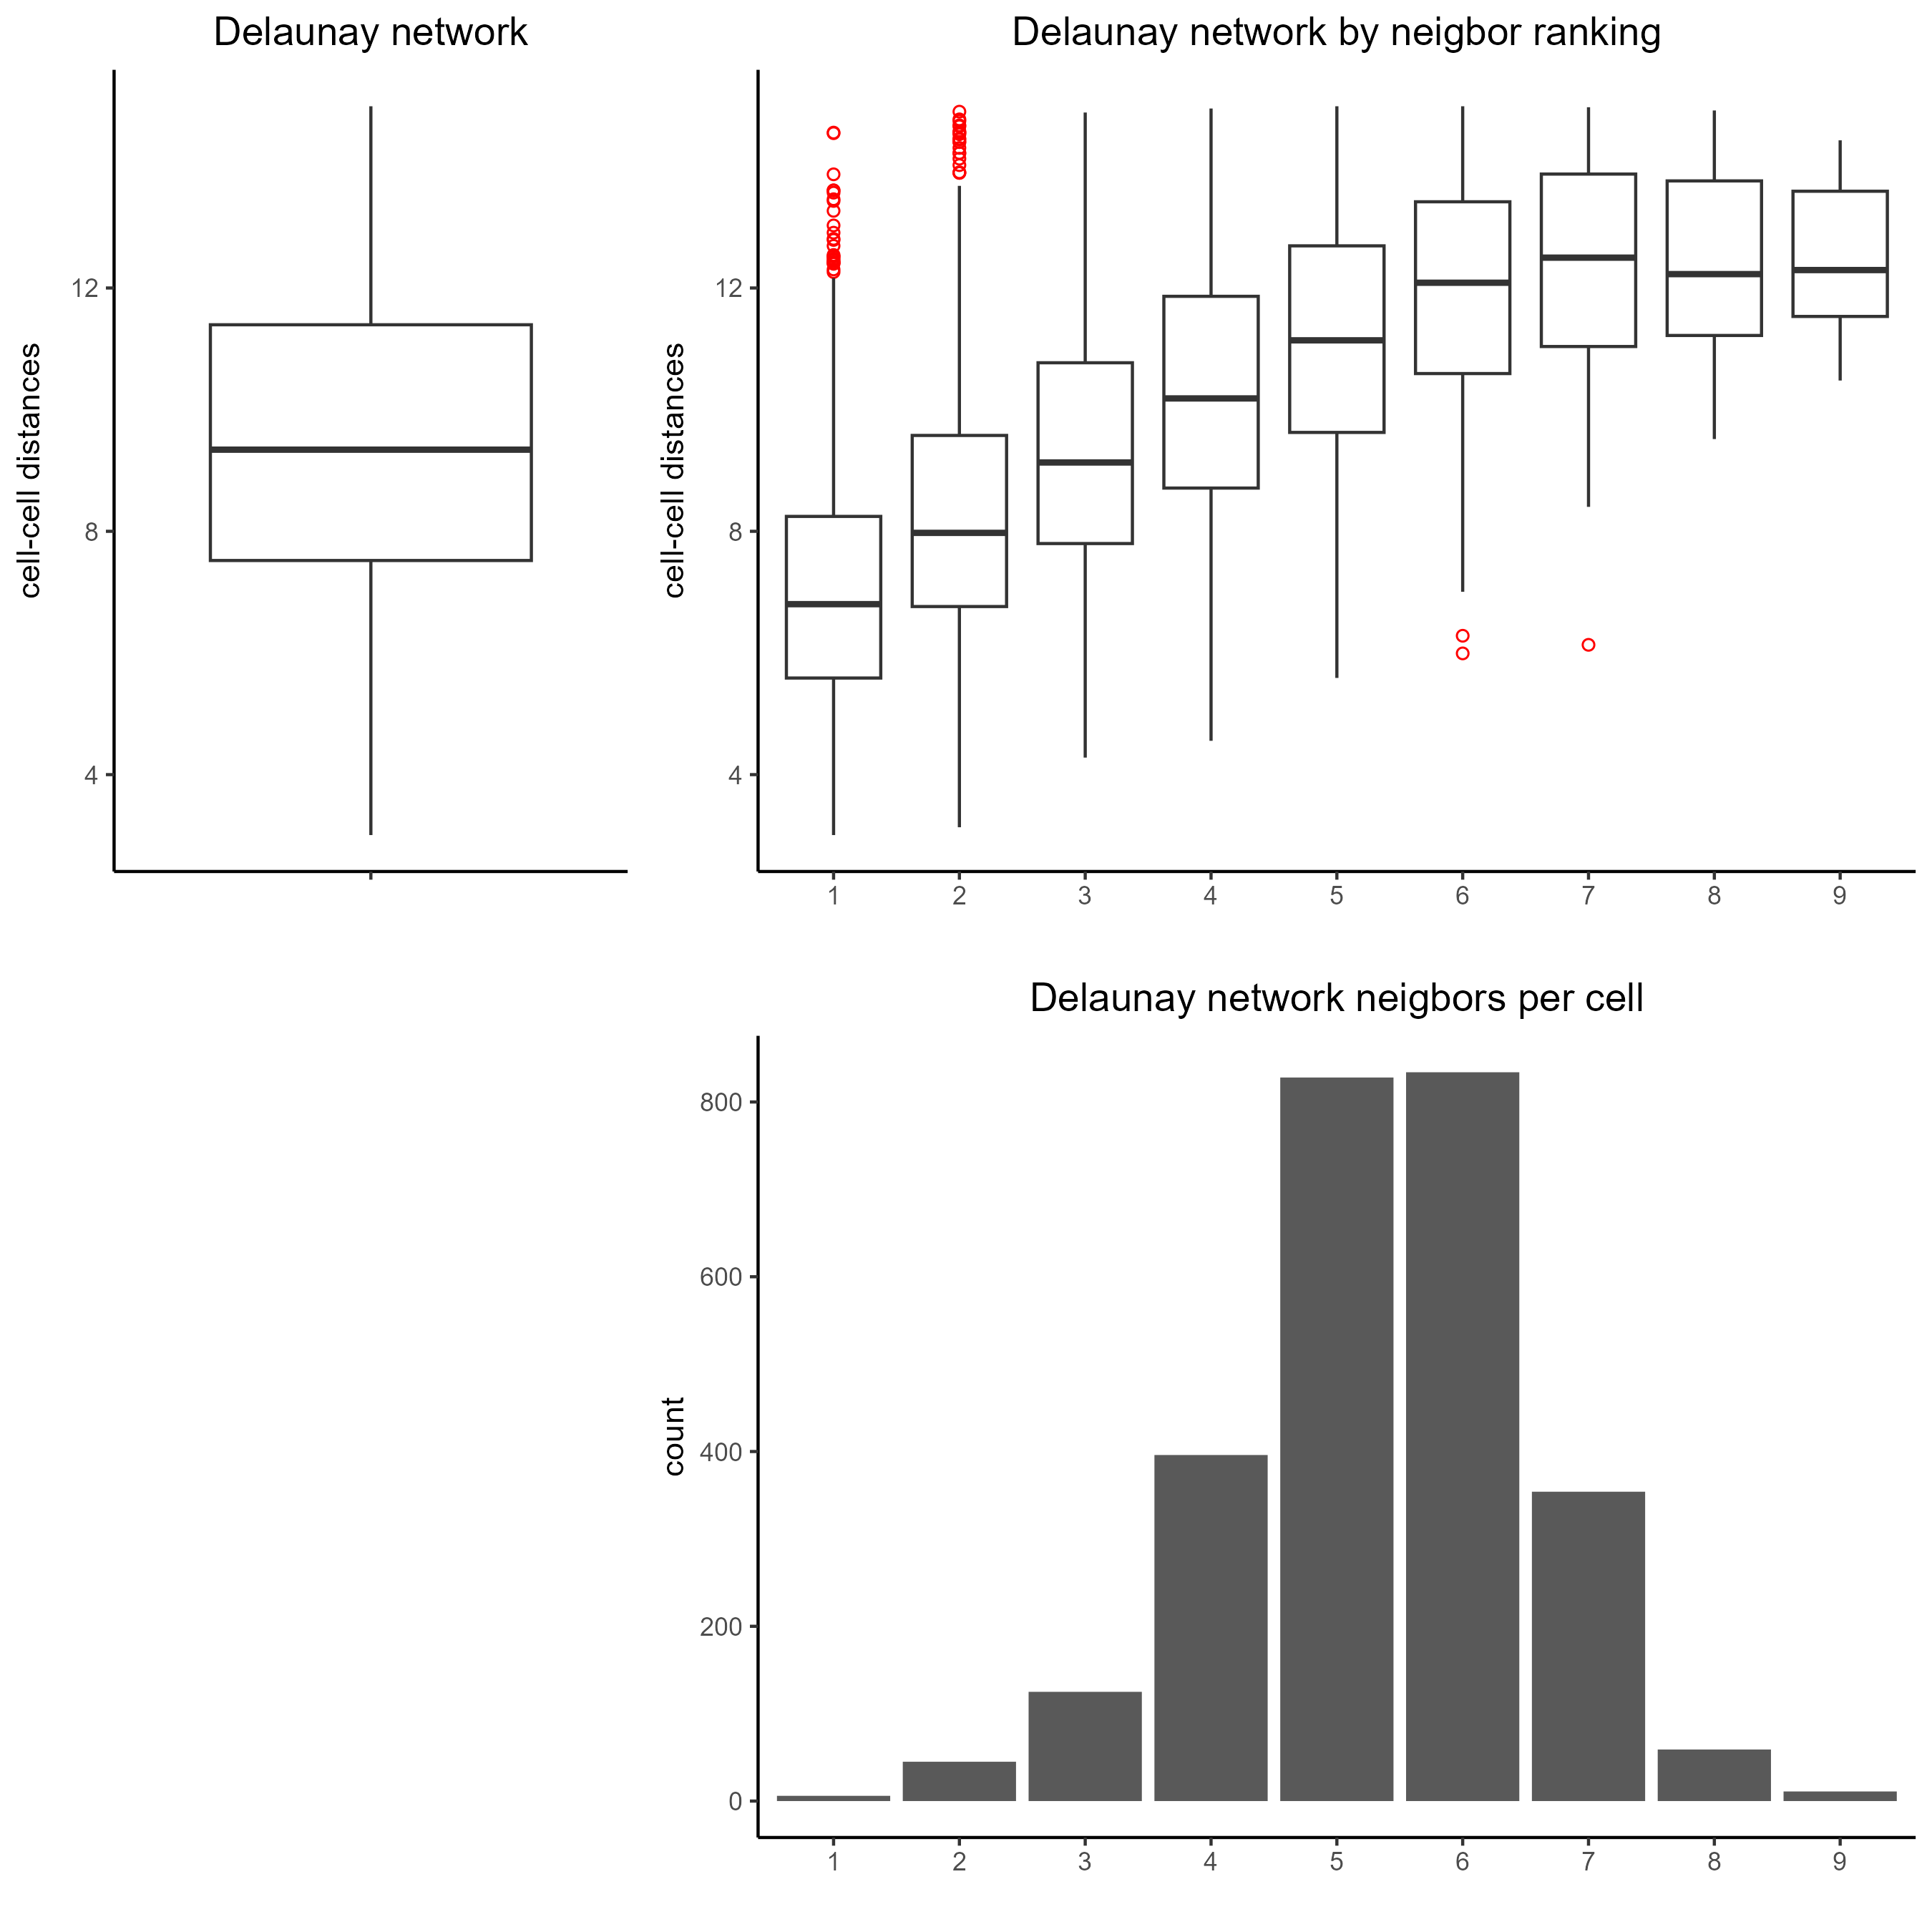 Delaunay network
cell-cell distances
12
8
4
Delaunay network by neigbor ranking
cell-cell distances
12
8
4
1 2 3 4 5 6 7 8 9
Delaunay network neigbors per cell
count
800
600
400
200
0
1 2 3 4 5 6 7 8 9